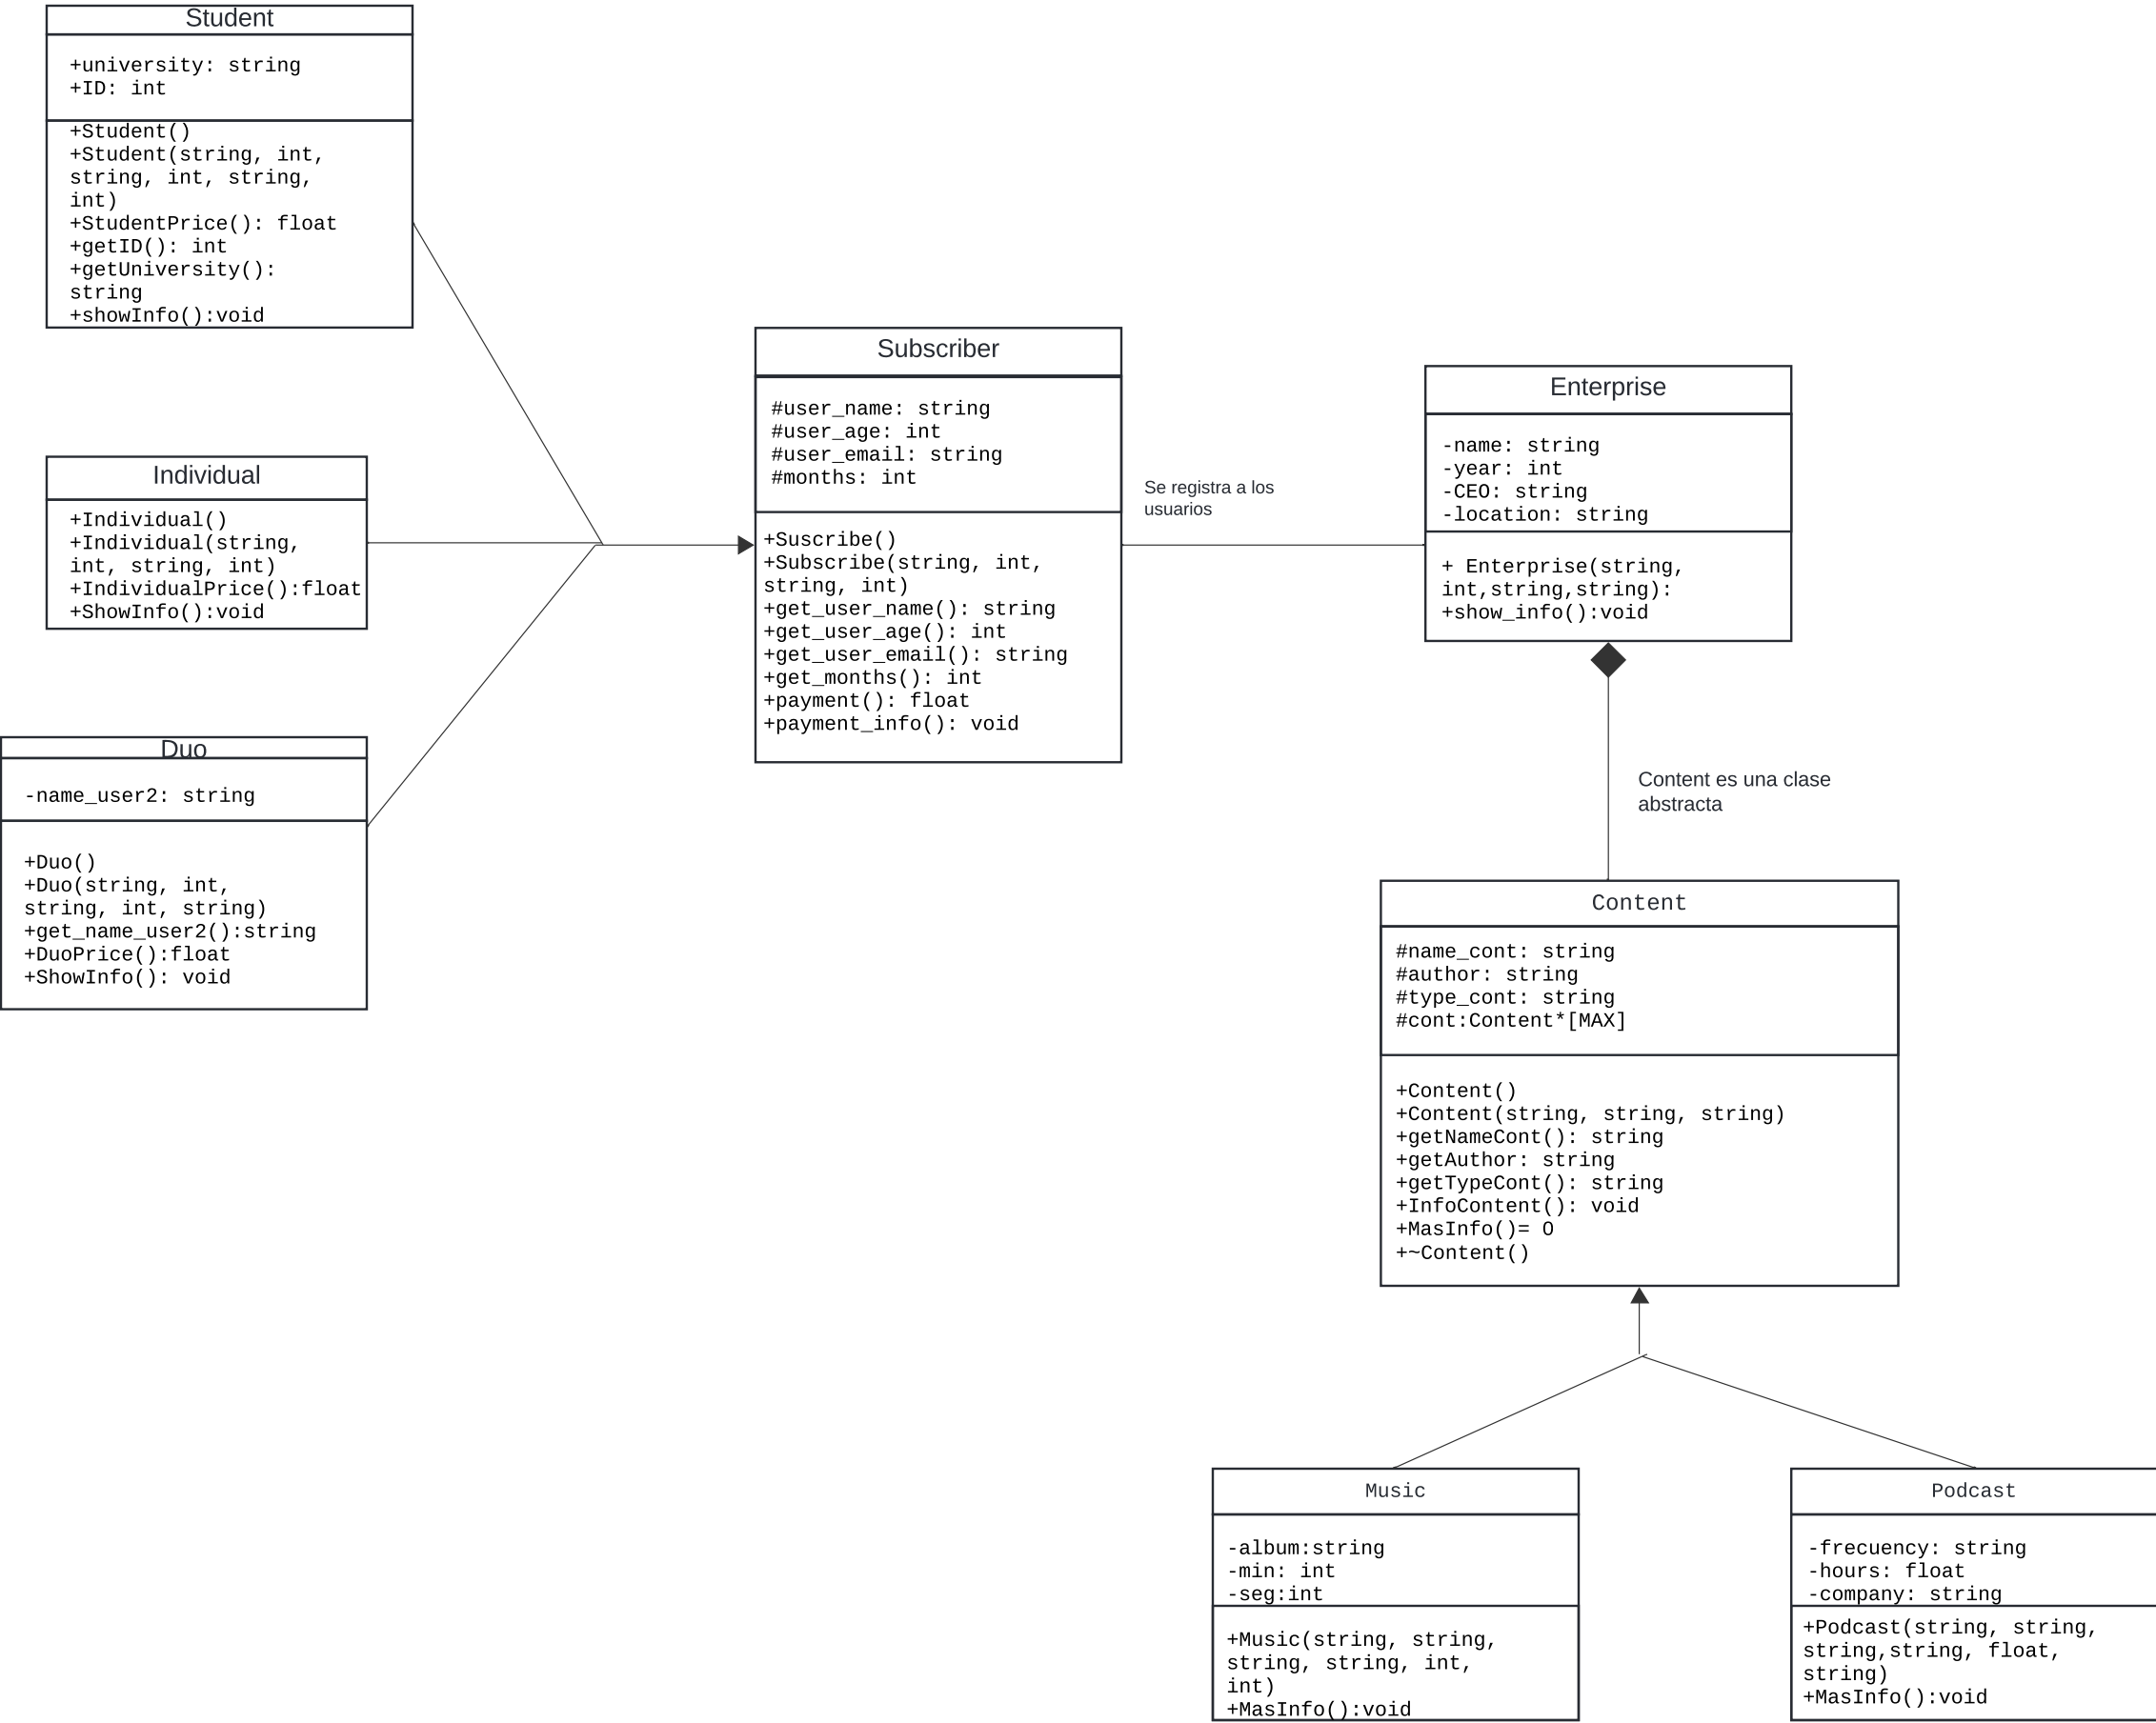 Student
+university: string
+ID: int
+Student()
+Student(string, int,
string, int, string,
int)
+StudentPrice(): float
+getID(): int
+getUniversity():
string
+showInfo():void
Individual
+Individual()
+Individual(string,
int, string, int)
+IndividualPrice():float
+ShowInfo():void
Duo
-name_user2: string
+Duo()
+Duo(string, int,
string, int, string)
+get_name_user2():string
+DuoPrice():float
+ShowInfo(): void
Subscriber
#user_name: string
#user_age: int
#user_email: string
#months: int
+Suscribe()
+Subscribe(string, int,
string, int)
+get_user_name(): string
+get_user_age(): int
+get_user_email(): string
+get_months(): int
+payment(): float
+payment_info(): void
Se registra a los
usuarios
Enterprise
-name: string
-year: int
-CEO: string
-location: string
+ Enterprise(string,
int,string,string):
+show_info():void
Content es una clase
abstracta
Content
#name_cont: string
#author: string
#type_cont: string
#cont:Content*[MAX]
+Content()
+Content(string, string, string)
+getNameCont(): string
+getAuthor: string
+getTypeCont(): string
+InfoContent(): void
+MasInfo()= O
+~Content()
Music
-album:string
-min: int
-seg:int
+Music(string, string,
string, string, int,
int)
+MasInfo():void
Podcast
-frecuency: string
-hours: float
-company: string
+Podcast(string, string,
string,string, float,
string)
+MasInfo():void